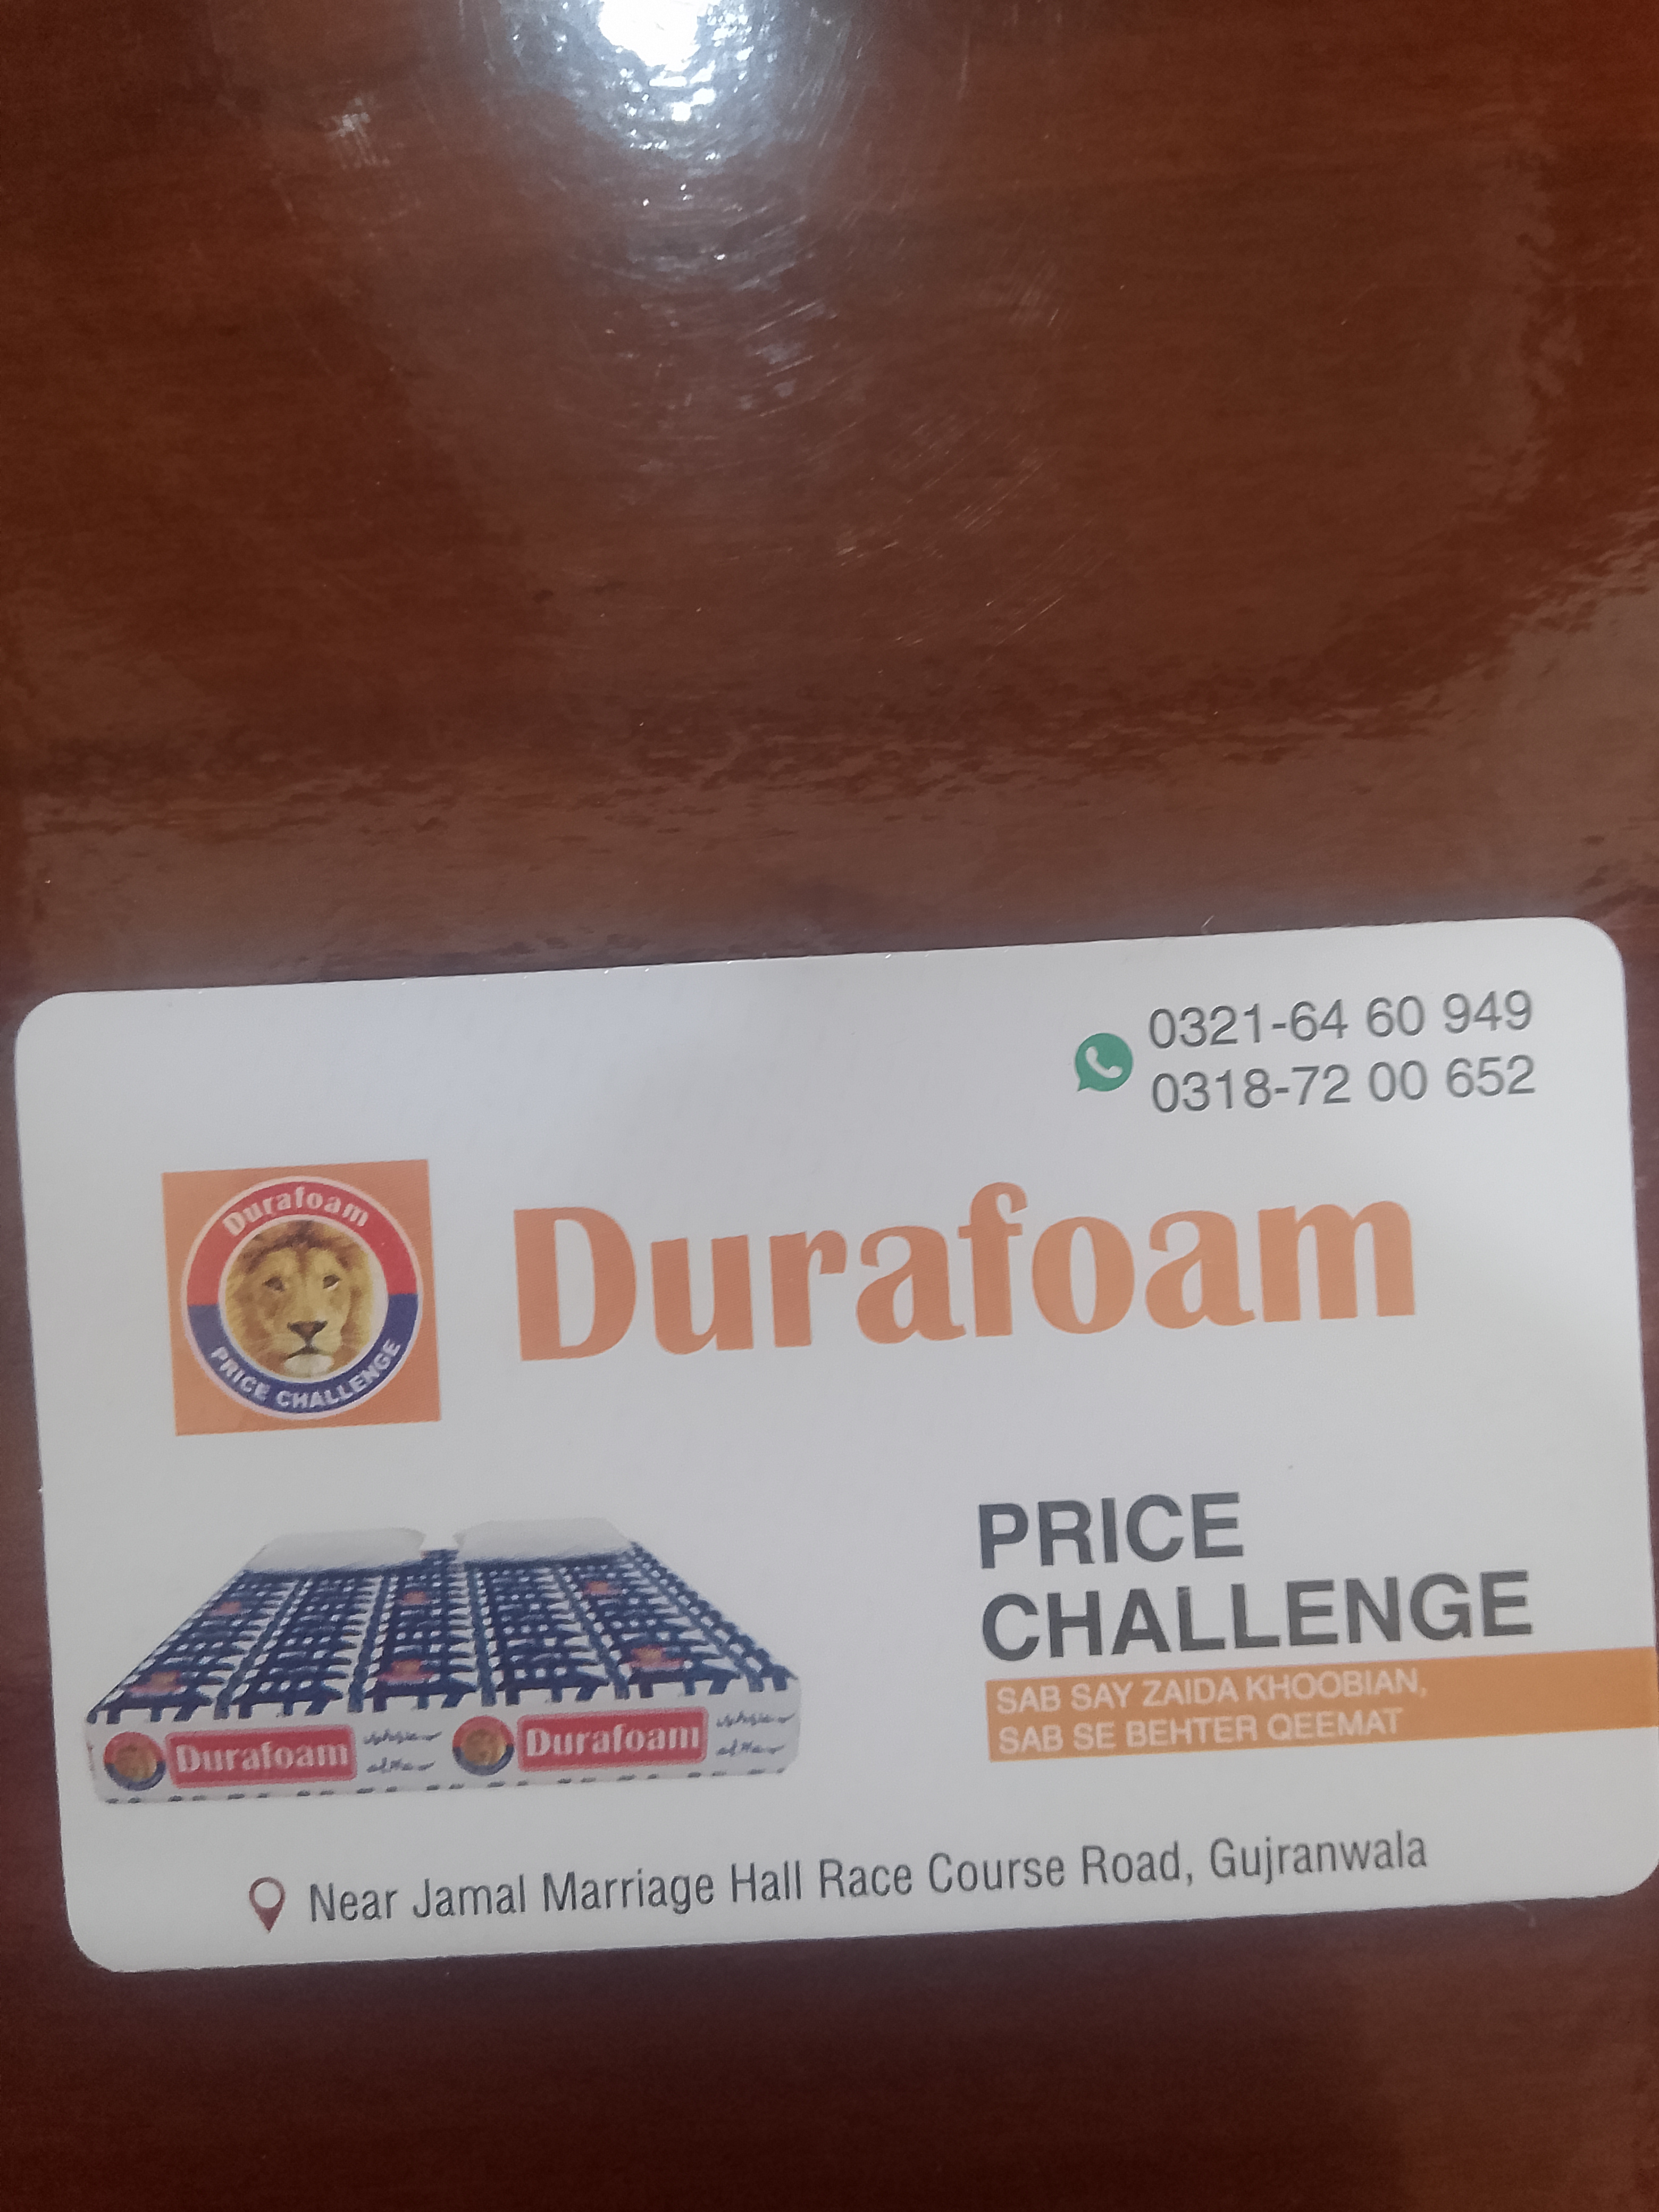 0321-64 60 949
0318-72 00 652
Durafoam
PRICE CHALLENGE
Durafoam
PRICE
CHALLENGE
SAB SAY ZAIDA KHOOBIAN,
SAB SE BEHTER QEEMAT
Durafoam
Durafoam
Near Jamal Marriage Hall Race Course Road, Gujranwala